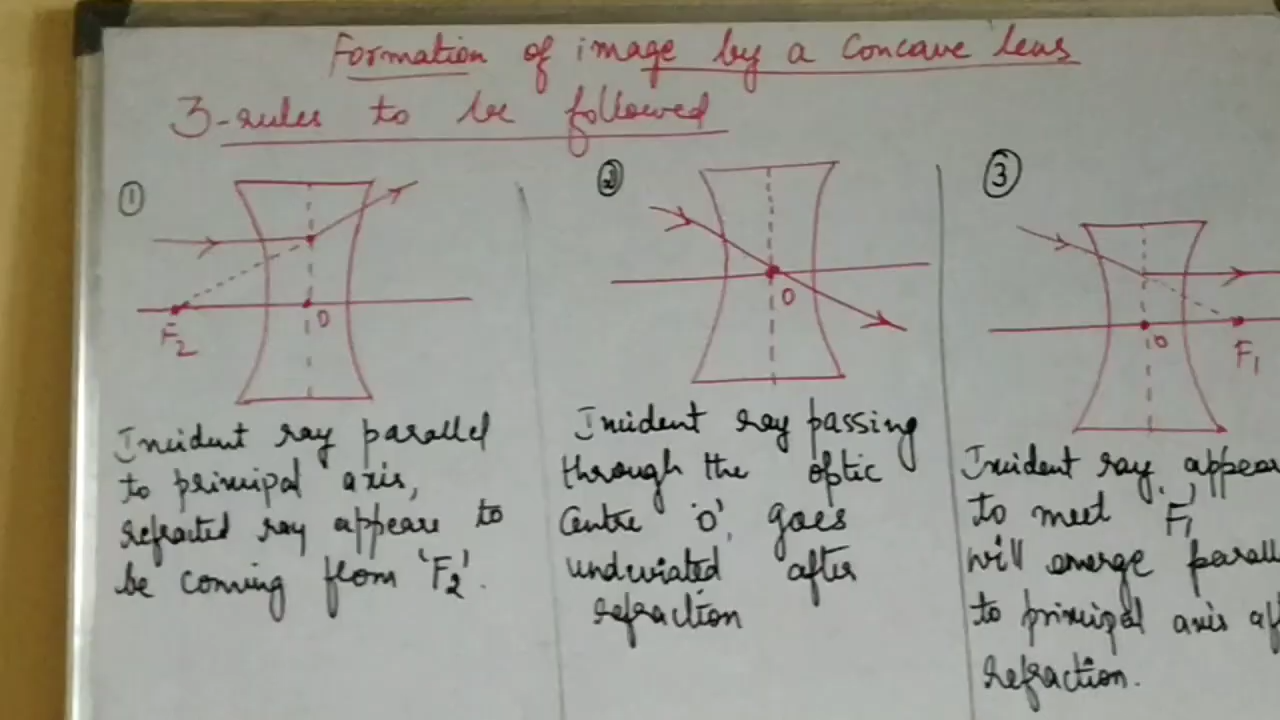 Formation of image by a Concave lens
3-rules to be followed
①
F2
O
Incident ray parallel
to principal axis,
refracted ray appears to
be coming from 'F2'.
②
O
Incident ray passing
through the optic
Centre 'O', goes
undeviated after
refraction
③
O
F1
Incident ray, appear
to meet 'F1'
will emerge parall
to principal axis af
refraction.